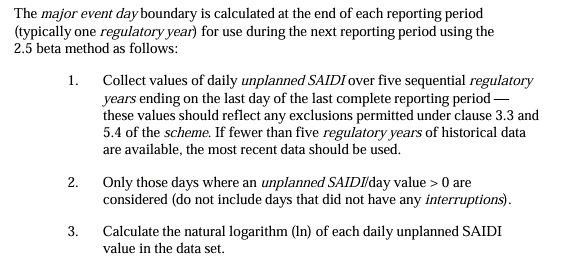 The major event day boundary is calculated at the end of each reporting period
(typically one regulatory year) for use during the next reporting period using the
2.5 beta method as follows:
1. Collect values of daily unplanned SAIDI over five sequential regulatory
years ending on the last day of the last complete reporting period —
these values should reflect any exclusions permitted under clause 3.3 and
5.4 of the scheme. If fewer than five regulatory years of historical data
are available, the most recent data should be used.
2. Only those days where an unplanned SAIDI/day value > 0 are
considered (do not include days that did not have any interruptions).
3. Calculate the natural logarithm (ln) of each daily unplanned SAIDI
value in the data set.